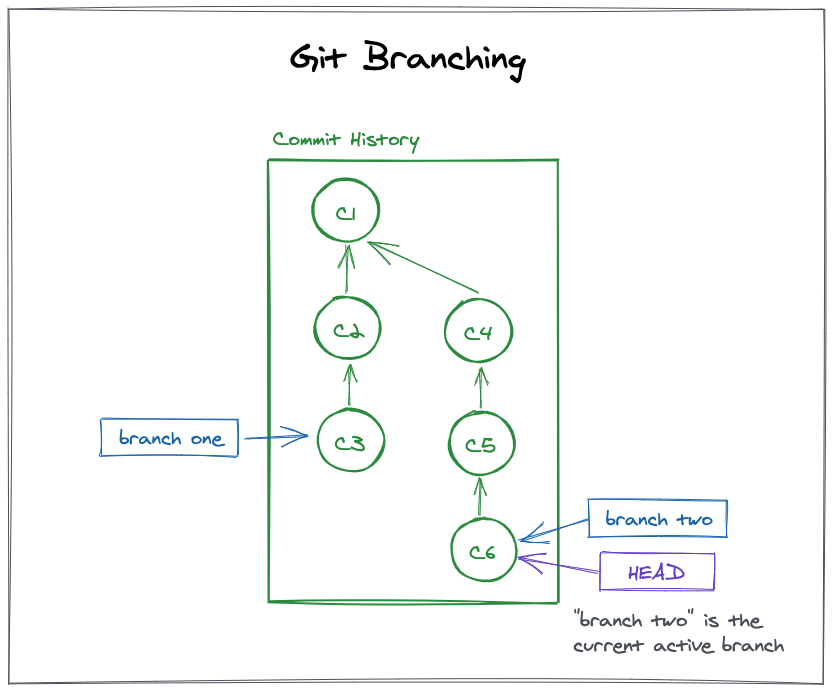 Git Branching
Commit History
C1
C2
C4
branch one
C3
C5
branch two
C6
HEAD
"branch two" is the
current active branch